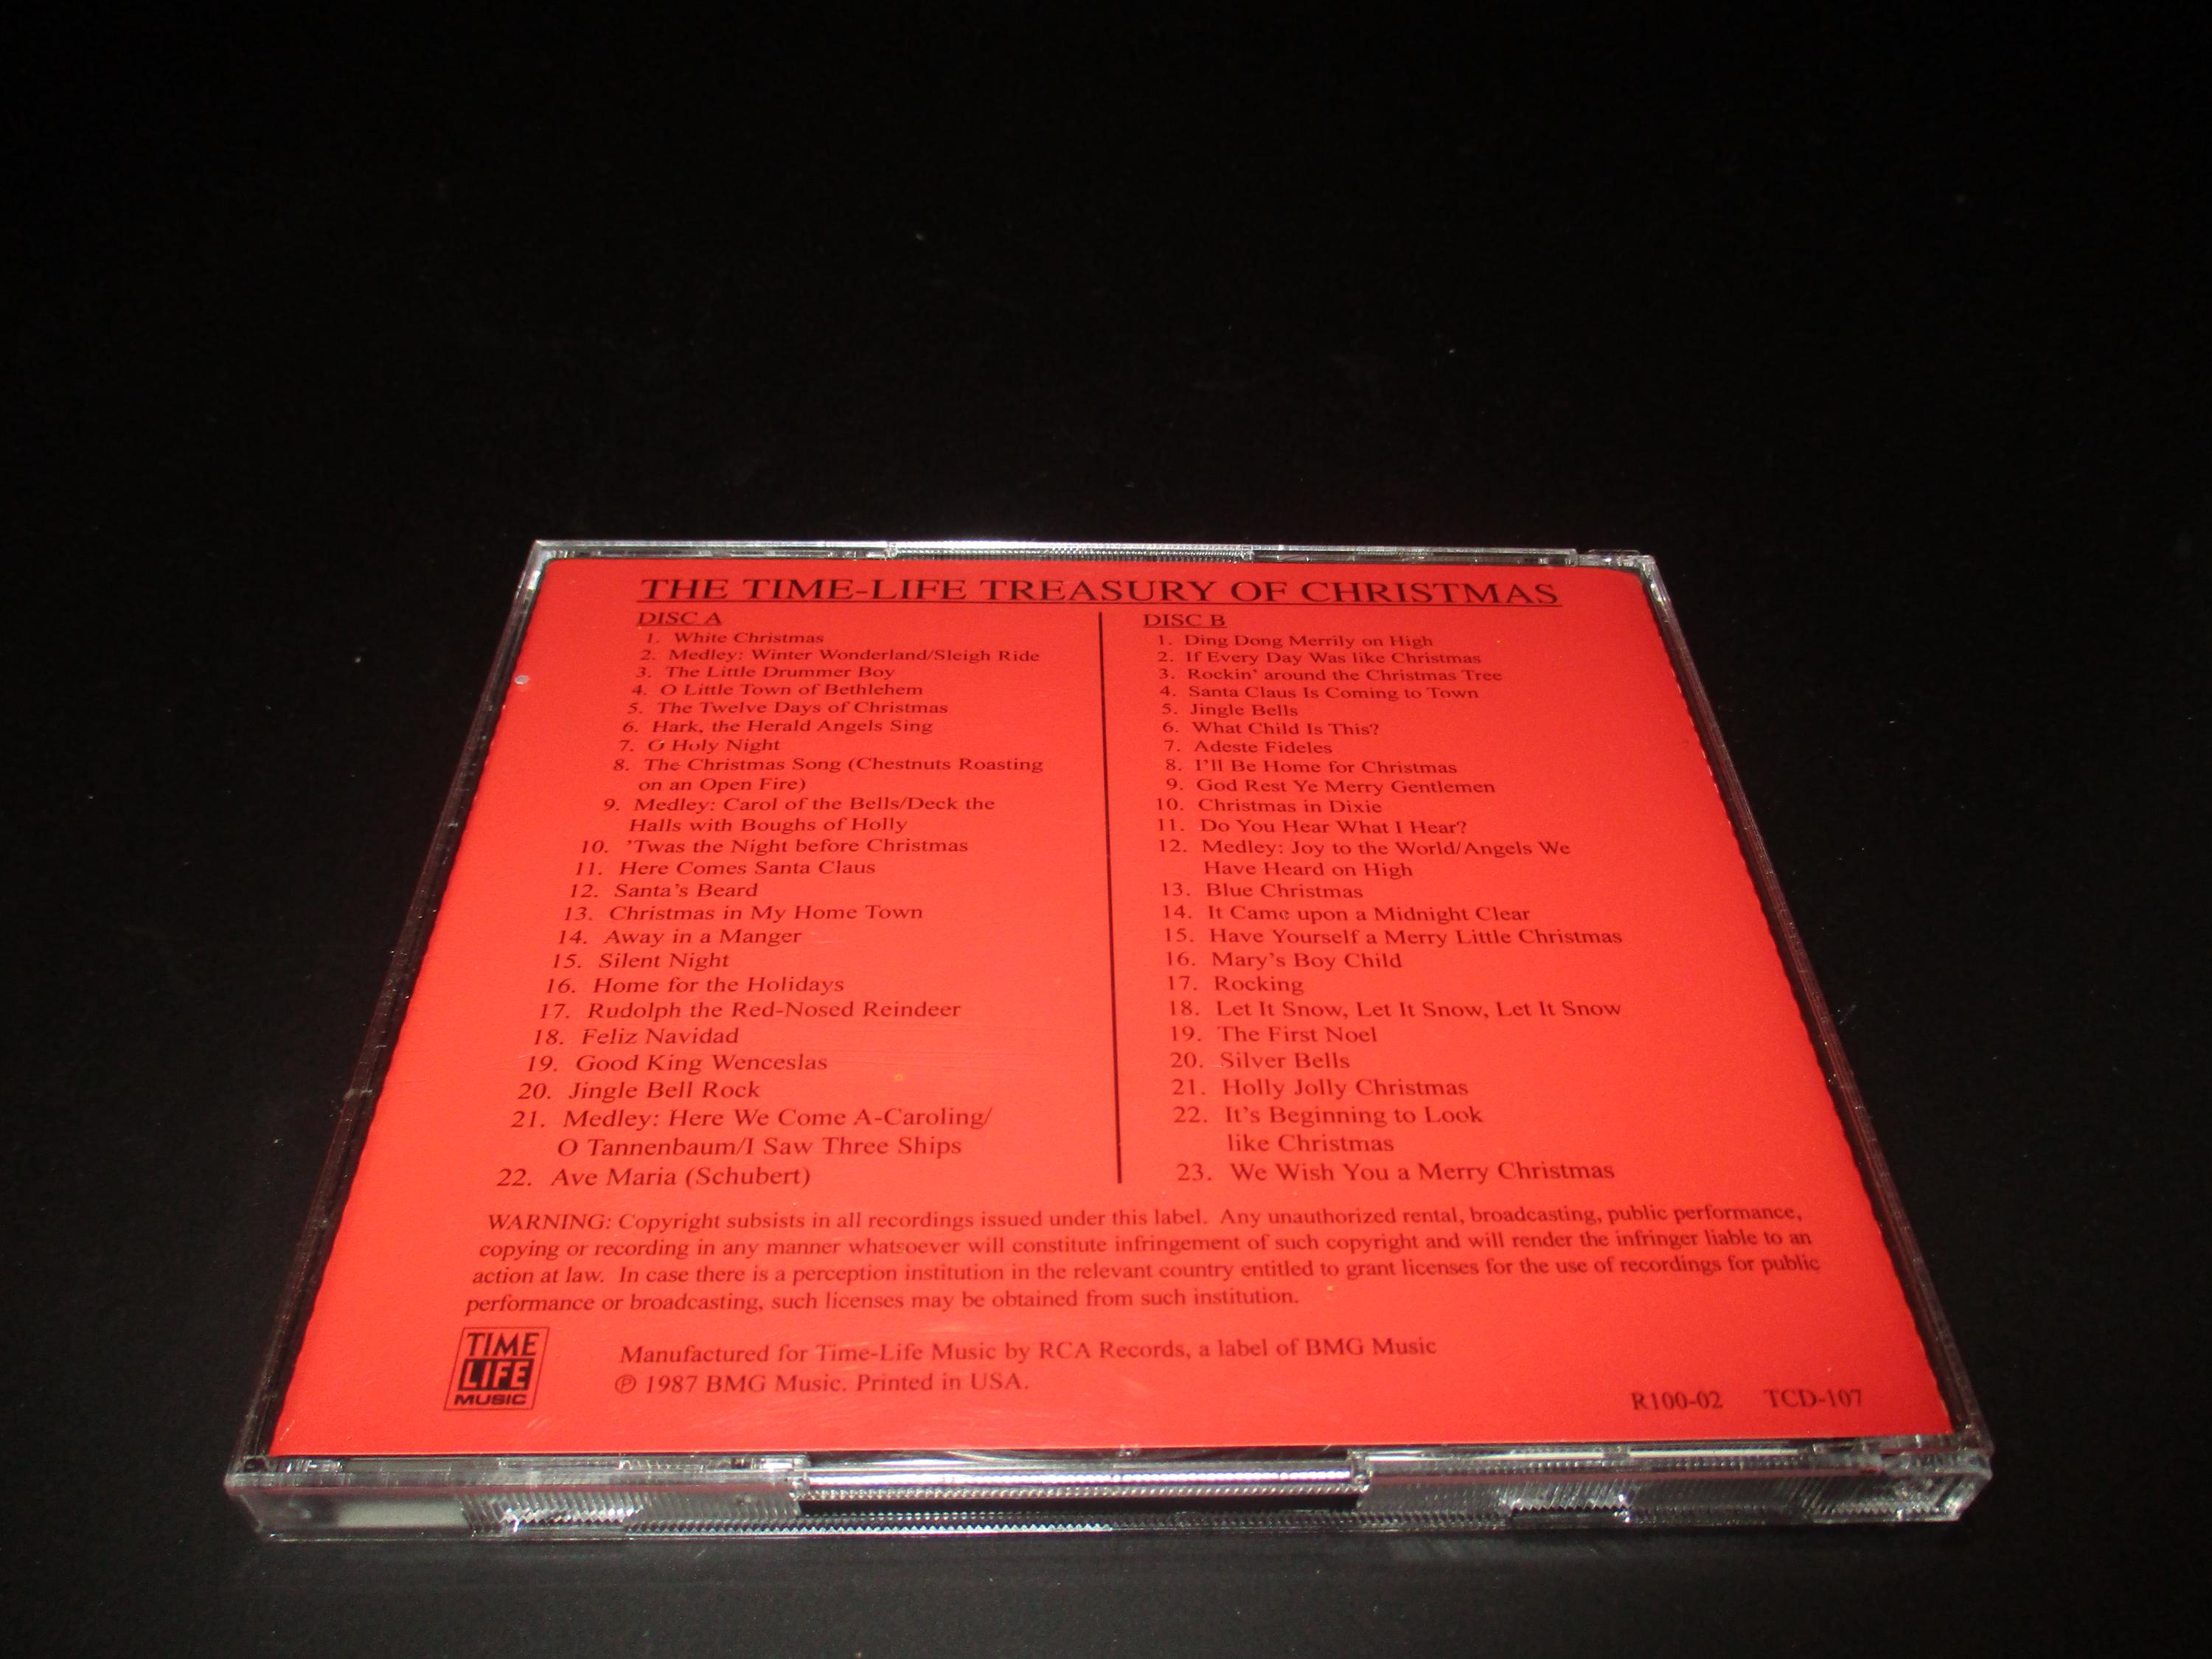 THE TIME-LIFE TREASURY OF CHRISTMAS
DISC A
1. White Christmas
2. Medley: Winter Wonderland/Sleigh Ride
3. The Little Drummer Boy
4. O Little Town of Bethlehem
5. The Twelve Days of Christmas
6. Hark, the Herald Angels Sing
7. O Holy Night
8. The Christmas Song (Chestnuts Roasting
on an Open Fire)
9. Medley: Carol of the Bells/Deck the
Halls with Boughs of Holly
10. 'Twas the Night before Christmas
11. Here Comes Santa Claus
12. Santa's Beard
13. Christmas in My Home Town
14. Away in a Manger
15. Silent Night
16. Home for the Holidays
17. Rudolph the Red-Nosed Reindeer
18. Feliz Navidad
19. Good King Wenceslas
20. Jingle Bell Rock
21. Medley: Here We Come A-Caroling/
O Tannenbaum/I Saw Three Ships
22. Ave Maria (Schubert)
DISC B
1. Ding Dong Merrily on High
2. If Every Day Was like Christmas
3. Rockin' around the Christmas Tree
4. Santa Claus Is Coming to Town
5. Jingle Bells
6. What Child Is This?
7. Adeste Fideles
8. I'll Be Home for Christmas
9. God Rest Ye Merry Gentlemen
10. Christmas in Dixie
11. Do You Hear What I Hear?
12. Medley: Joy to the World/Angels We
Have Heard on High
13. Blue Christmas
14. It Came upon a Midnight Clear
15. Have Yourself a Merry Little Christmas
16. Mary's Boy Child
17. Rocking
18. Let It Snow, Let It Snow, Let It Snow
19. The First Noel
20. Silver Bells
21. Holly Jolly Christmas
22. It's Beginning to Look
like Christmas
23. We Wish You a Merry Christmas
WARNING: Copyright subsists in all recordings issued under this label. Any unauthorized rental, broadcasting, public performance,
copying or recording in any manner whatsoever will constitute infringement of such copyright and will render the infringer liable to an
action at law. In case there is a perception institution in the relevant country entitled to grant licenses for the use of recordings for public
performance or broadcasting, such licenses may be obtained from such institution.
TIME
LIFE
MUSIC
Manufactured for Time-Life Music by RCA Records, a label of BMG Music
℗ 1987 BMG Music. Printed in USA.
R100-02 TCD-107